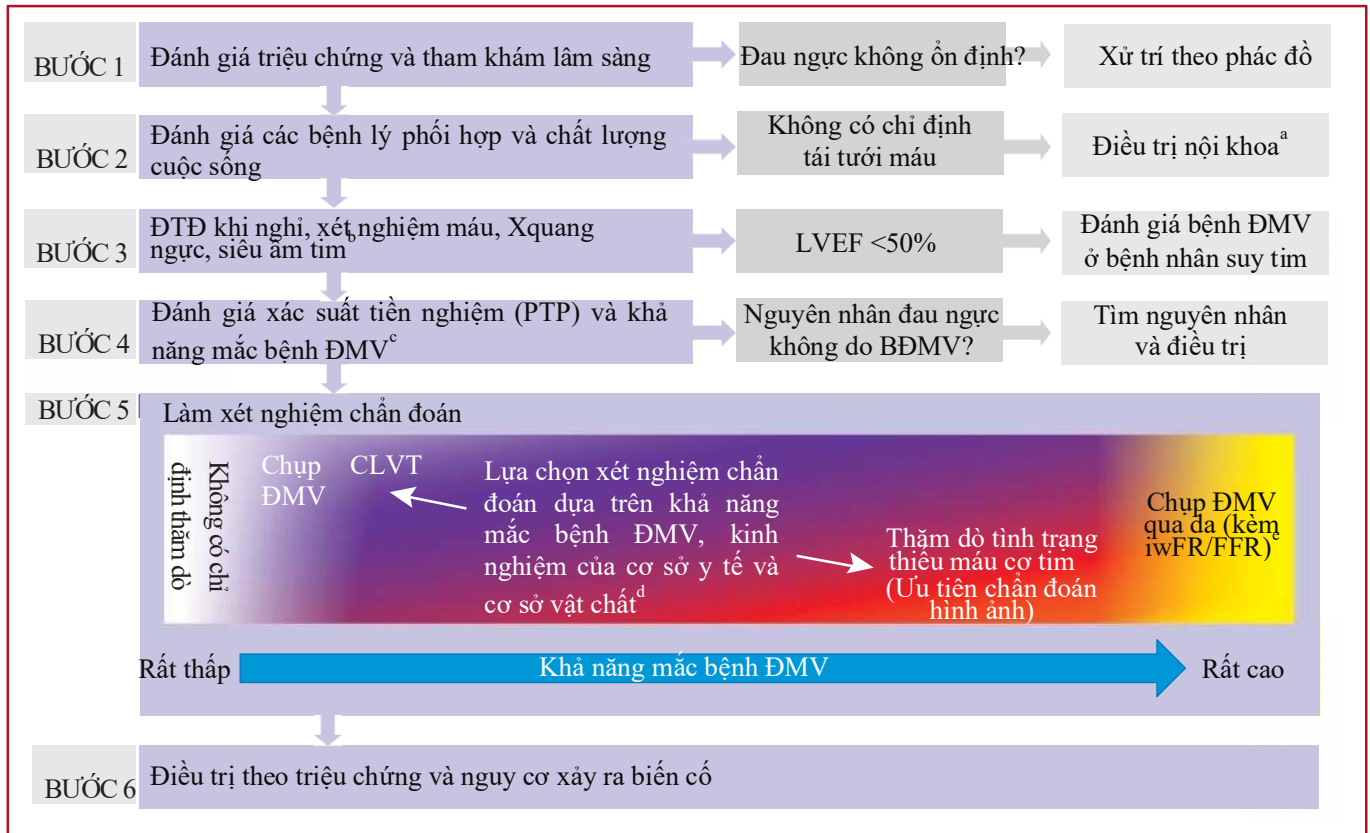 BƯỚC 1
Đánh giá triệu chứng và tham khám lâm sàng
Đau ngực không ổn định?
Xử trí theo phác đồ
BƯỚC 2
Đánh giá các bệnh lý phối hợp và chất lượng
cuộc sống
Không có chỉ định
tái tưới máu
Điều trị nội khoaᵃ
BƯỚC 3
ĐTĐ khi nghỉ, xét nghiệm máu, Xquang
ngực, siêu âm timᵇ
LVEF <50%
Đánh giá bệnh ĐMV
ở bệnh nhân suy tim
BƯỚC 4
Đánh giá xác suất tiền nghiệm (PTP) và khả
năng mắc bệnh ĐMVᶜ
Nguyên nhân đau ngực
không do BĐMV?
Tìm nguyên nhân
và điều trị
BƯỚC 5
Làm xét nghiệm chẩn đoán
Không có chỉ
định thăm dò
Chụp CLVT
ĐMV
Lựa chọn xét nghiệm chẩn
đoán dựa trên khả năng
mắc bệnh ĐMV, kinh
nghiệm của cơ sở y tế và
cơ sở vật chấtᵈ
Thăm dò tình trạng
thiếu máu cơ tim
(Ưu tiên chẩn đoán
hình ảnh)
Chụp ĐMV
qua da (kèm
iwFR/FFR)ᵉ
Rất thấp
Khả năng mắc bệnh ĐMV
Rất cao
BƯỚC 6
Điều trị theo triệu chứng và nguy cơ xảy ra biến cố